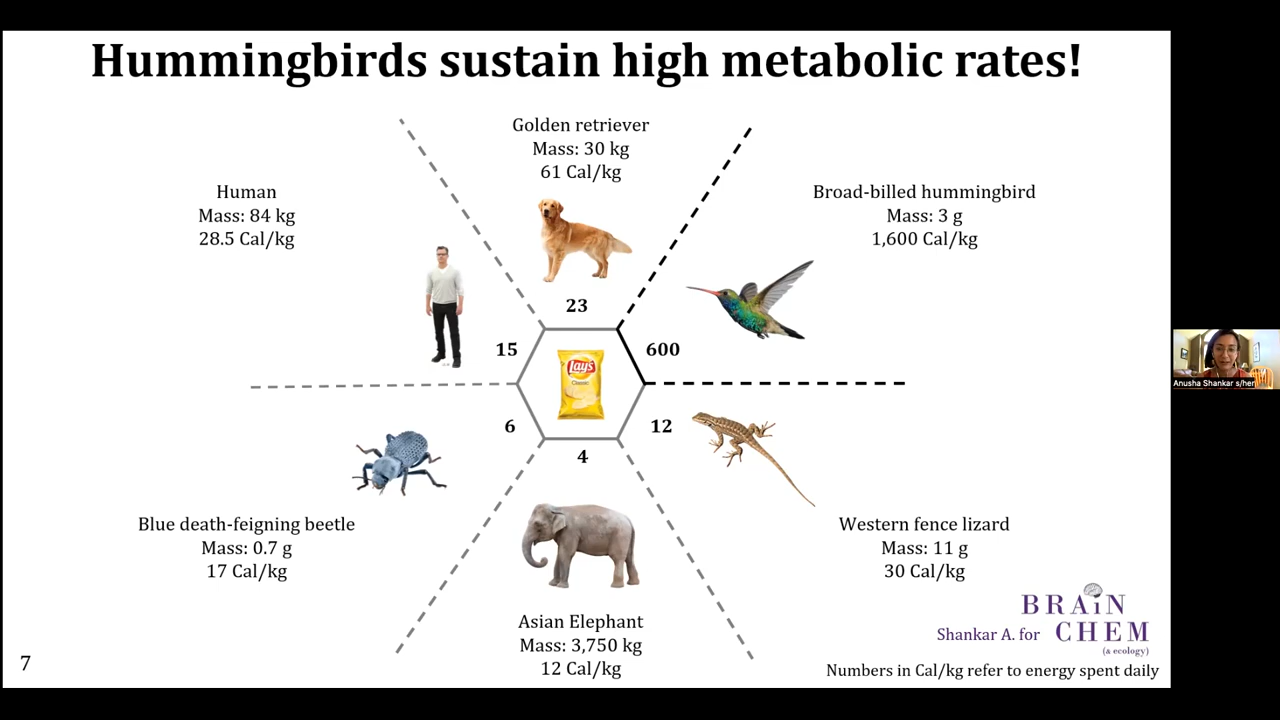 Hummingbirds sustain high metabolic rates!
Golden retriever
Mass: 30 kg
61 Cal/kg
Human
Mass: 84 kg
28.5 Cal/kg
Broad-billed hummingbird
Mass: 3 g
1,600 Cal/kg
23
15
600
Lay's
Classic
6
12
4
Blue death-feigning beetle
Mass: 0.7 g
17 Cal/kg
Western fence lizard
Mass: 11 g
30 Cal/kg
Asian Elephant
Mass: 3,750 kg
12 Cal/kg
BRAiN
Shankar A. for CHEM
(& ecology)
7
Numbers in Cal/kg refer to energy spent daily
Anusha Shankar s/her